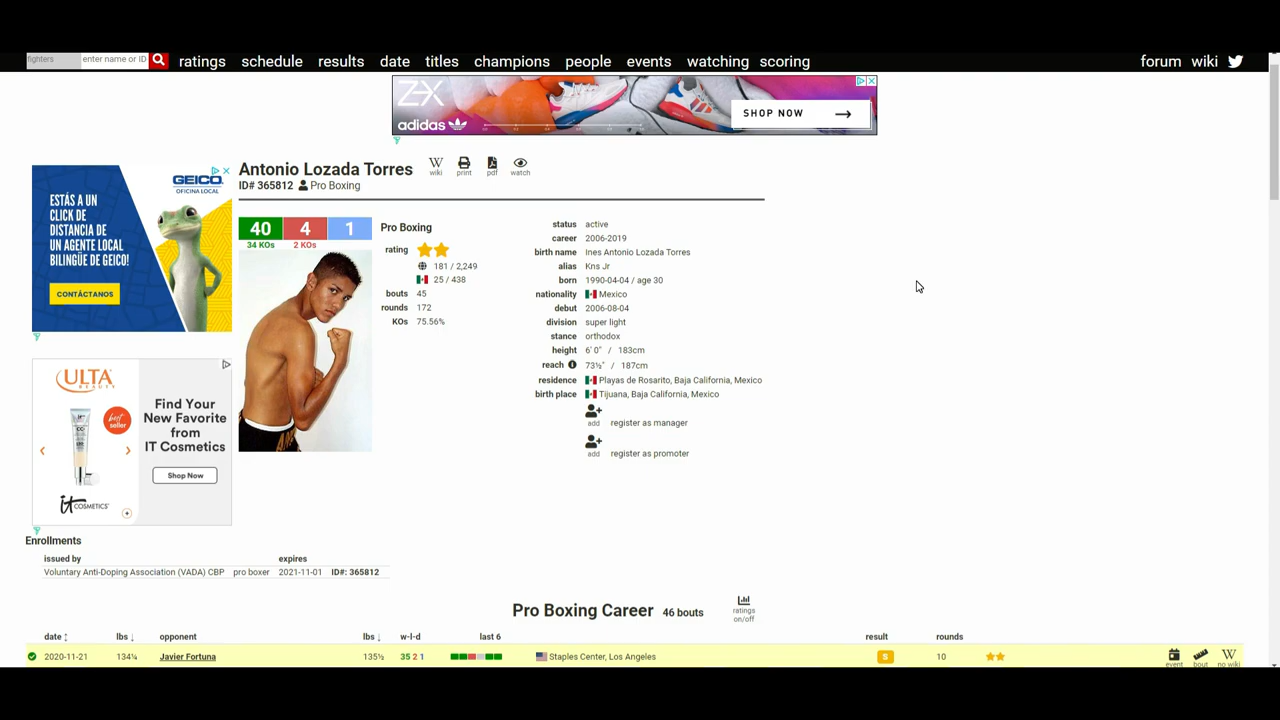 fighters enter name or ID ratings schedule results date titles champions people events watching scoring forum wiki
adidas
SHOP NOW
Antonio Lozada Torres
wiki print pdf watch
ID# 365812 Pro Boxing
GEICO
OFICINA LOCAL
ESTÁS A UN
CLICK DE
DISTANCIA DE
UN AGENTE LOCAL
BILINGÜE DE GEICO!
CONTÁCTANOS
40 4 1
34 KOs 2 KOs
Pro Boxing
rating
181 / 2,249
25 / 438
bouts 45
rounds 172
KOs 75.56%
status active
career 2006-2019
birth name Ines Antonio Lozada Torres
alias Kns Jr
born 1990-04-04 / age 30
nationality Mexico
debut 2006-08-04
division super light
stance orthodox
height 6' 0" / 183cm
reach 73½" / 187cm
residence Playas de Rosarito, Baja California, Mexico
birth place Tijuana, Baja California, Mexico
add register as manager
add register as promoter
ULTA
BEAUTY
best
seller
Find Your
New Favorite
from
IT Cosmetics
Shop Now
it COSMETICS
Enrollments
issued by expires
Voluntary Anti-Doping Association (VADA) CBP pro boxer 2021-11-01 ID#: 365812
Pro Boxing Career 46 bouts
ratings
on/off
date lbs opponent lbs w-l-d last 6 result rounds
2020-11-21 134¼ Javier Fortuna 135½ 35 2 1 Staples Center, Los Angeles S 10
event bout no wiki